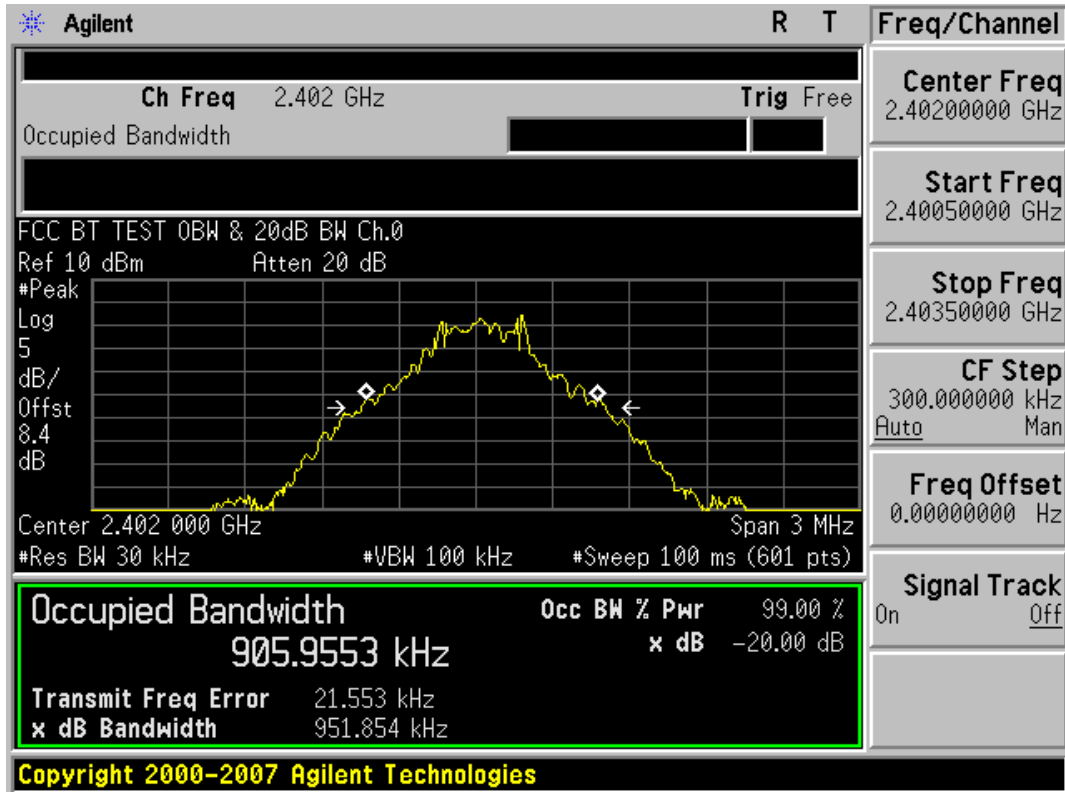 Agilent R T
Freq/Channel
Ch Freq 2.402 GHz Trig Free
Occupied Bandwidth
FCC BT TEST OBW & 20dB BW Ch.0
Ref 10 dBm Atten 20 dB
#Peak
Log
5
dB/
Offst
8.4
dB
Center 2.402 000 GHz Span 3 MHz
#Res BW 30 kHz #VBW 100 kHz #Sweep 100 ms (601 pts)
Occupied Bandwidth
905.9553 kHz
Occ BW % Pwr 99.00 %
x dB -20.00 dB
Transmit Freq Error 21.553 kHz
x dB Bandwidth 951.854 kHz
Copyright 2000-2007 Agilent Technologies
Center Freq
2.40200000 GHz
Start Freq
2.40050000 GHz
Stop Freq
2.40350000 GHz
CF Step
300.000000 kHz
Auto Man
Freq Offset
0.00000000 Hz
Signal Track
On Off